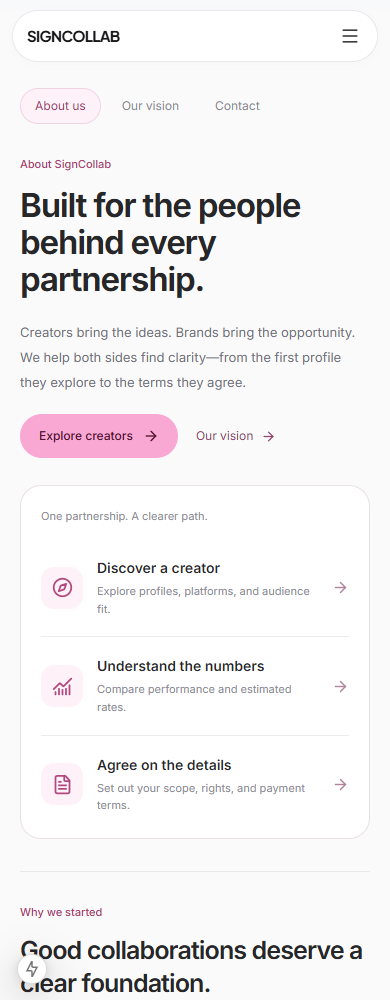 SIGNCOLLAB
About us Our vision Contact
About SignCollab
Built for the people
behind every
partnership.
Creators bring the ideas. Brands bring the opportunity.
We help both sides find clarity—from the first profile
they explore to the terms they agree.
Explore creators → Our vision →
One partnership. A clearer path.
Discover a creator
Explore profiles, platforms, and audience
fit.
Understand the numbers
Compare performance and estimated
rates.
Agree on the details
Set out your scope, rights, and payment
terms.
Why we started
Good collaborations deserve a
clear foundation.